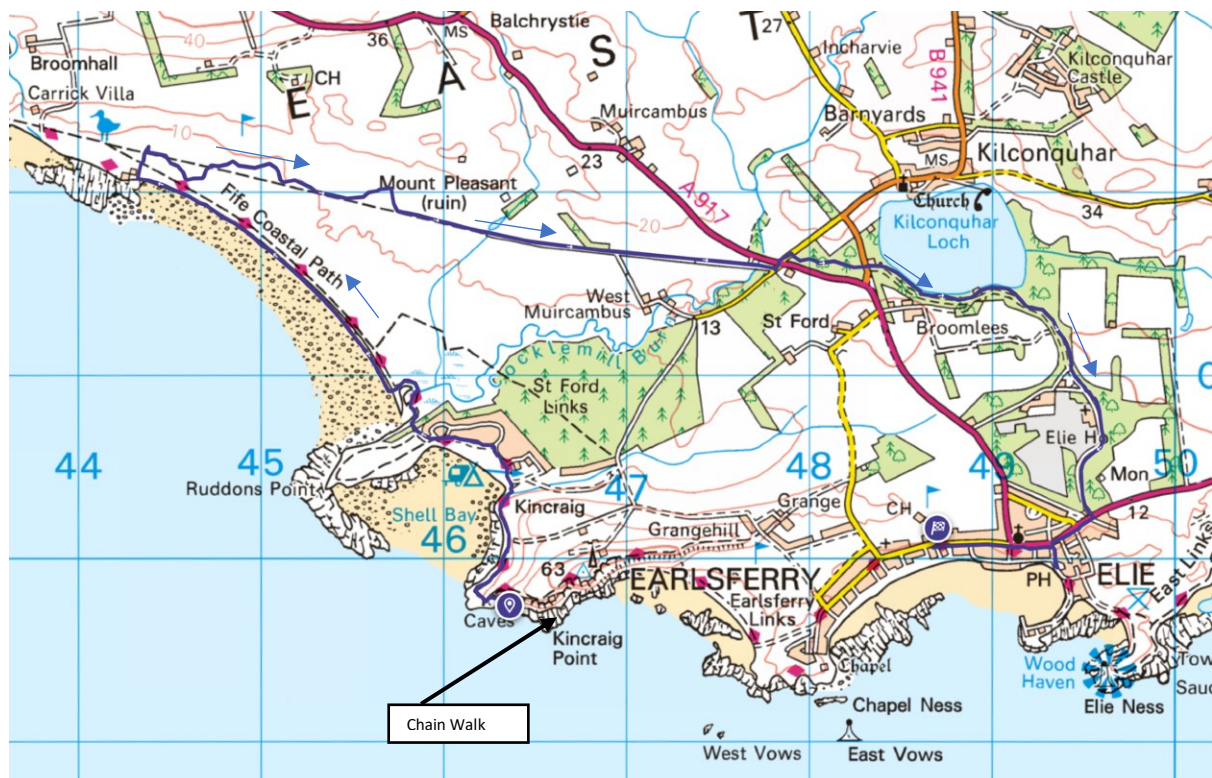 Balchrystie
MS
36
27
T
S
A
E
40
Broomhall
Carrick Villa
CH
10
Incharvie
B 941
Kilconquhar
Castle
Muircambus
Barnyards
23
MS
Kilconquhar
Mount Pleasant
(ruin)
A917
Church
34
Fife Coastal Path
20
Kilconquhar
Loch
West
Muircambus
13
St Ford
Broomlees
Cocklemill Burn
St Ford
Links
Elie Ho
44
45
47
48
49
50
Ruddons Point
Mon
Shell Bay
46
Kincraig
Grange
CH
12
Grangehill
63
EARLSFERRY
Earlsferry
Links
PH
ELIE
East Links
Caves
Kincraig
Point
Chapel
Wood
Haven
Chain Walk
Chapel Ness
Elie Ness
West Vows
East Vows